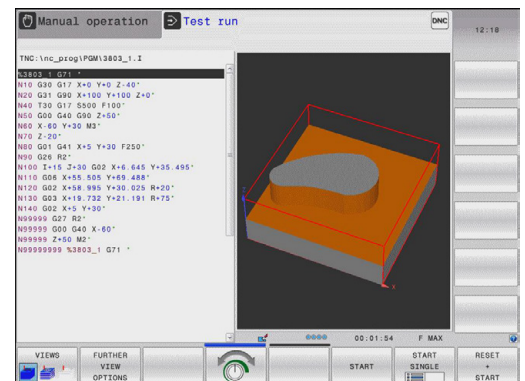 Manual operation
Test run
DNC
12:18
TNC:\nc_prog\PGM\3803_1.I
%3803_1 G71 *
N10 G30 G17 X+0 Y+0 Z-40*
N20 G31 G90 X+100 Y+100 Z+0*
N40 T30 G17 S500 F100*
N50 G00 G40 G90 Z+50*
N60 X-60 Y+30 M3*
N70 Z-20*
N80 G01 G41 X+5 Y+30 F250*
N90 G26 R2*
N100 I+15 J+30 G02 X+6.645 Y+35.495*
N110 G06 X+55.505 Y+69.488*
N120 G02 X+58.995 Y+30.025 R+20*
N130 G03 X+19.732 Y+21.191 R+75*
N140 G02 X+5 Y+30*
N99999 G27 R2*
N99999 G00 G40 X-60*
N99999 Z+50 M2*
N99999999 %3803_1 G71 *
Z
X
00:01:54
F MAX
VIEWS
FURTHER
VIEW
OPTIONS
START
START
SINGLE
RESET
+
START